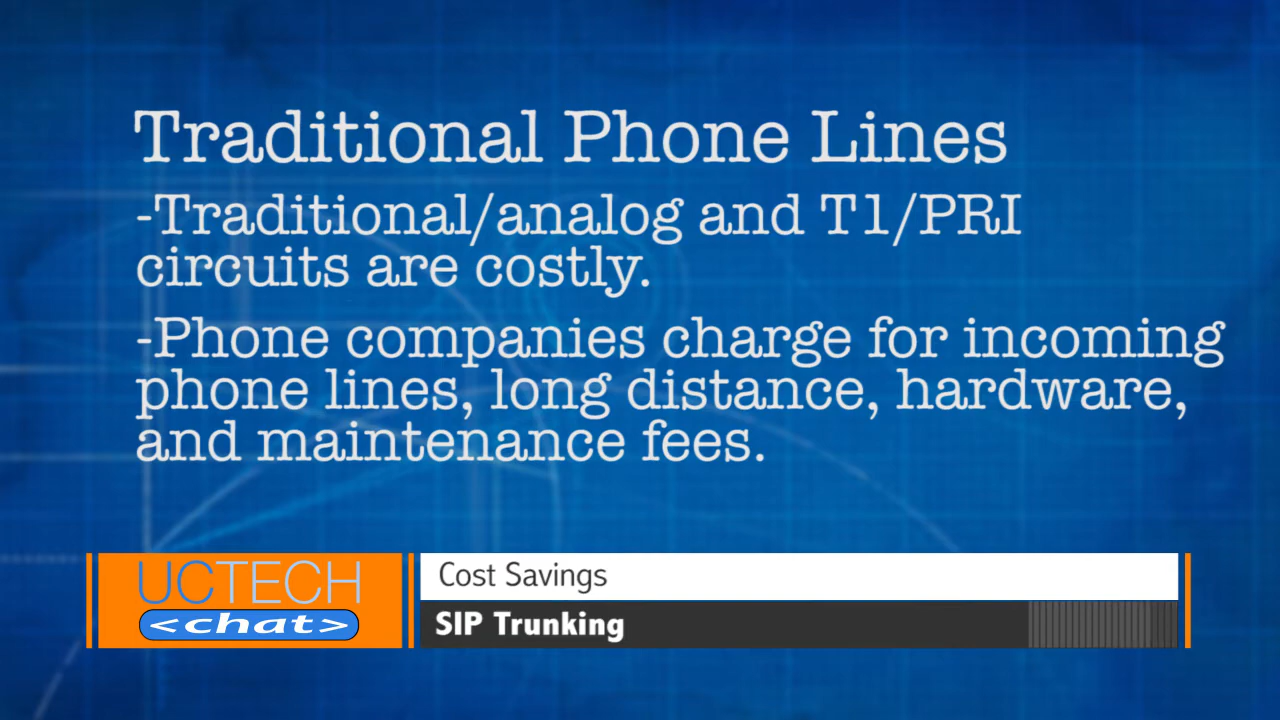 Traditional Phone Lines
-Traditional/analog and T1/PRI
circuits are costly.
-Phone companies charge for incoming
phone lines, long distance, hardware,
and maintenance fees.
UCTECH
<chat>
Cost Savings
SIP Trunking